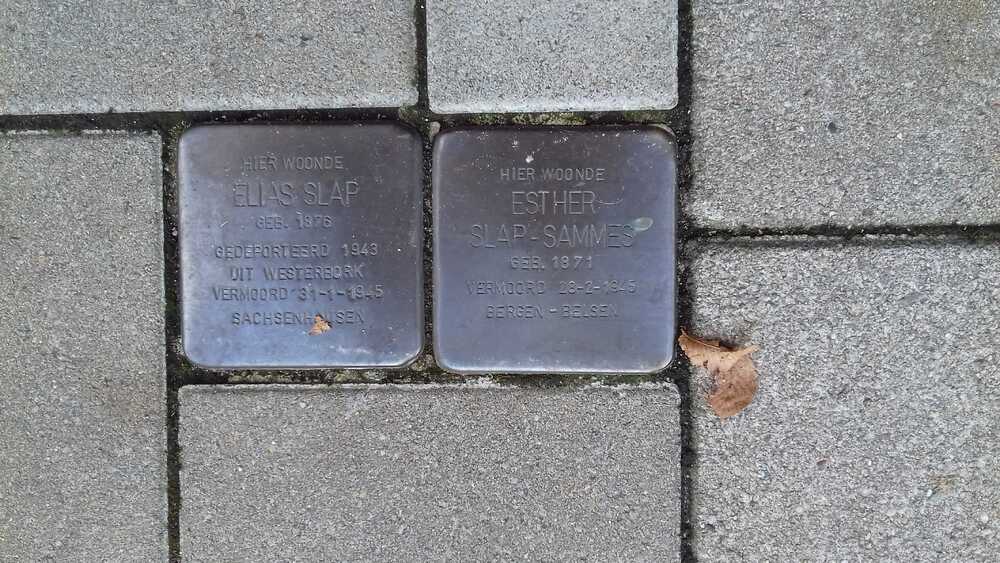 HIER WOONDE
ELIAS SLAP
GEB. 1876
GEDEPORTEERD 1943
UIT WESTERBORK
VERMOORD 31-1-1945
SACHSENHAUSEN
HIER WOONDE
ESTHER
SLAP-SAMMES
GEB. 1871
VERMOORD 28-2-1945
BERGEN-BELSEN